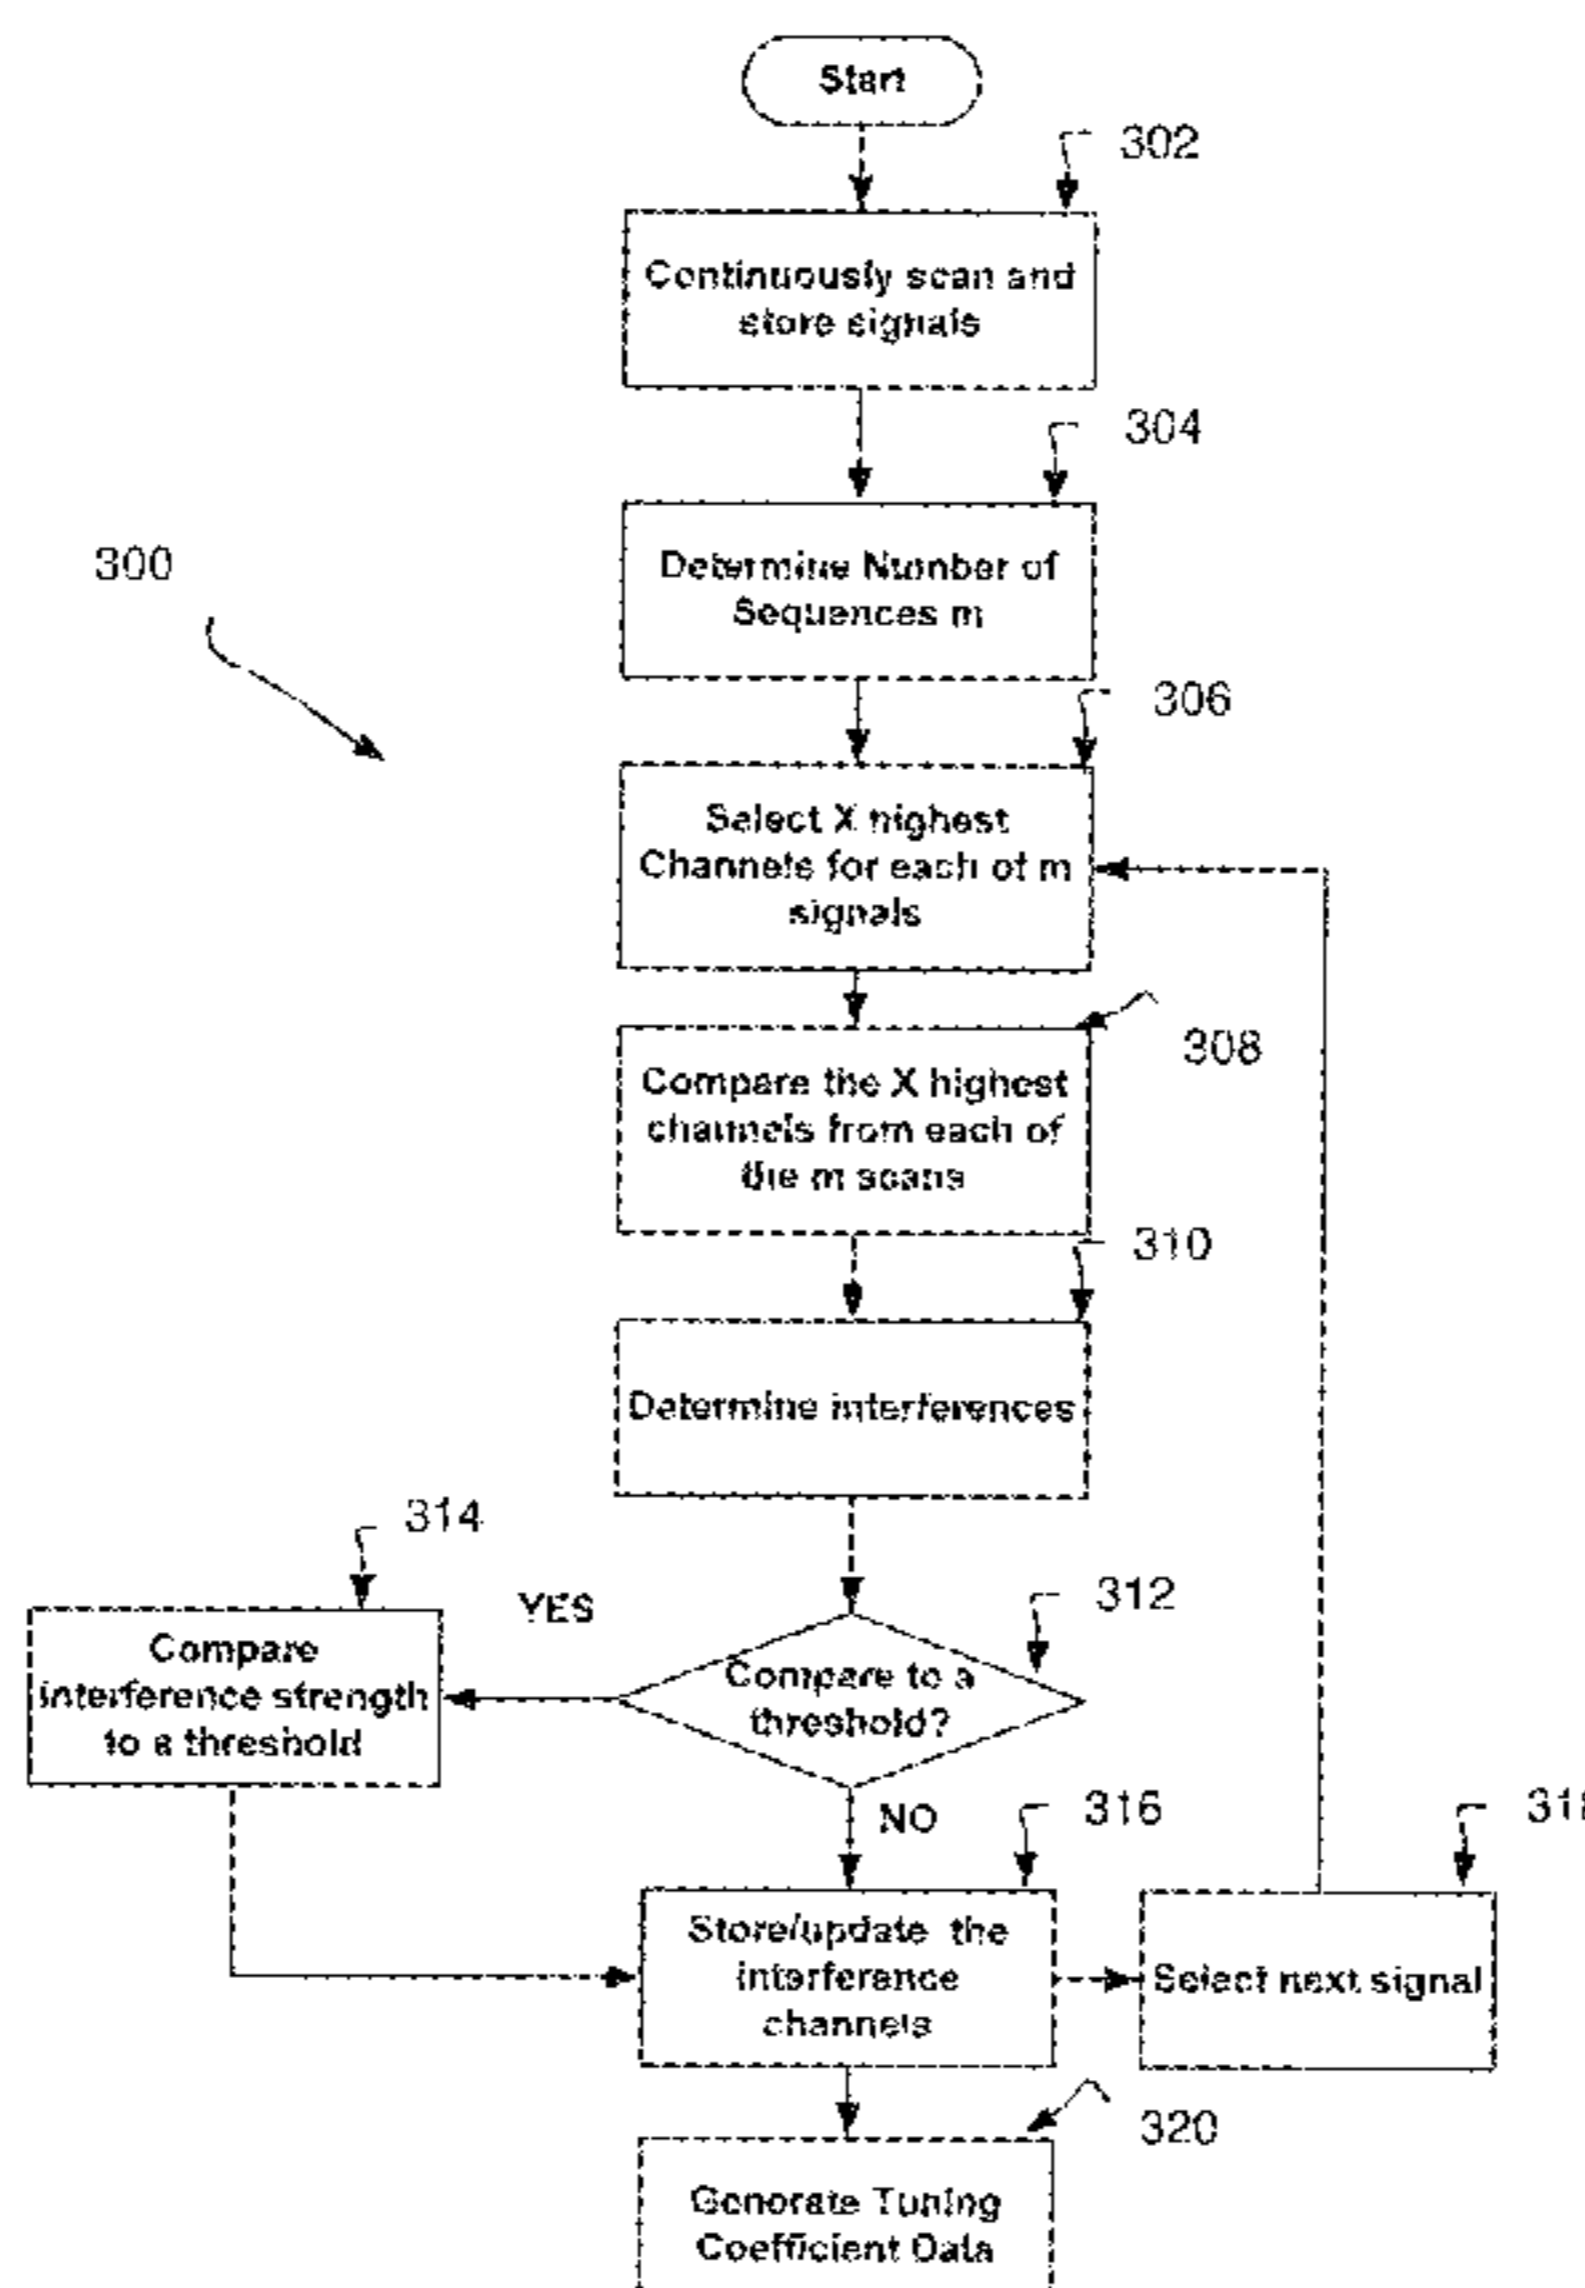 Start
302
Continuously scan and
store signals
304
Determine Number of
Sequences m
300
306
Select X highest
Channels for each of m
signals
308
Compare the X highest
channels from each of
the m scans
310
Determine interferences
314
YES
312
Compare
interference strength
to a threshold
Compare to a
threshold?
NO
316
Store/update the
interference
channels
Select next signal
320
Generate Tuning
Coefficient Data